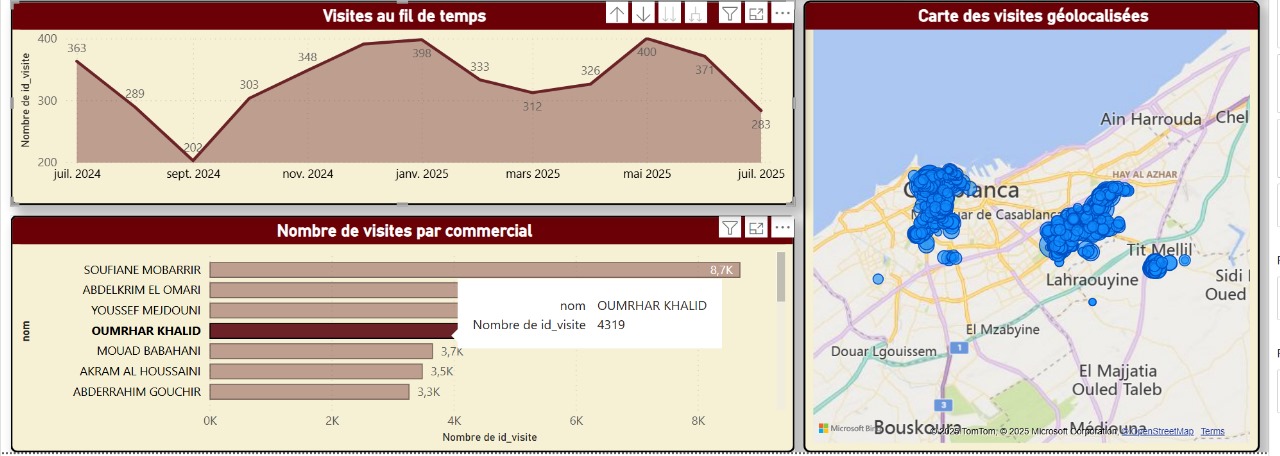 Visites au fil de temps
Nombre de id_visite
400
300
200
363
289
202
303
348
398
333
312
326
400
371
283
juil. 2024
sept. 2024
nov. 2024
janv. 2025
mars 2025
mai 2025
juil. 2025
Nombre de visites par commercial
nom
SOUFIANE MOBARRIR
8,7K
ABDELKRIM EL OMARI
YOUSSEF MEJDOUNI
OUMRHAR KHALID
MOUAD BABAHANI
3,7K
AKRAM AL HOUSSAINI
3,5K
ABDERRAHIM GOUCHIR
3,3K
nom OUMRHAR KHALID
Nombre de id_visite 4319
0K
2K
4K
6K
8K
Nombre de id_visite
Carte des visites géolocalisées
Ain Harrouda
Chel
HAY AL AZHAR
de Casablanca
Tit Mellil
Lahraouyine
Sidi
Oued
El Mzabyine
Douar Lgouissem
1
El Majjatia
Ouled Taleb
3
Bouskoura
Médiouna
Microsoft Bing
© 2025 TomTom, © 2025 Microsoft Corporation, OpenStreetMap Terms